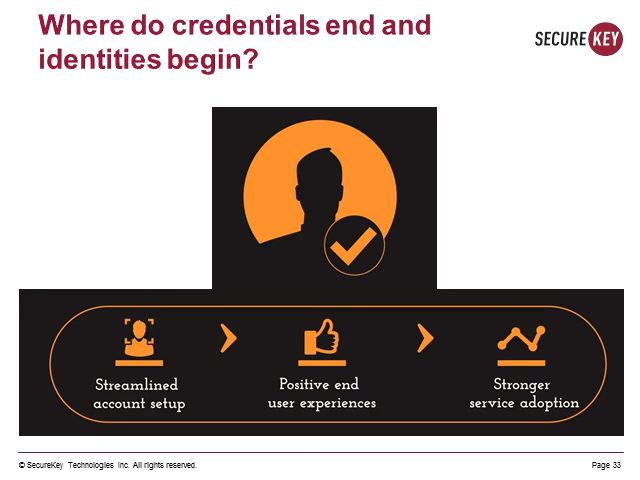 Where do credentials end and
identities begin?
SECURE KEY
Streamlined
account setup
Positive end
user experiences
Stronger
service adoption
© SecureKey Technologies Inc. All rights reserved.
Page 33